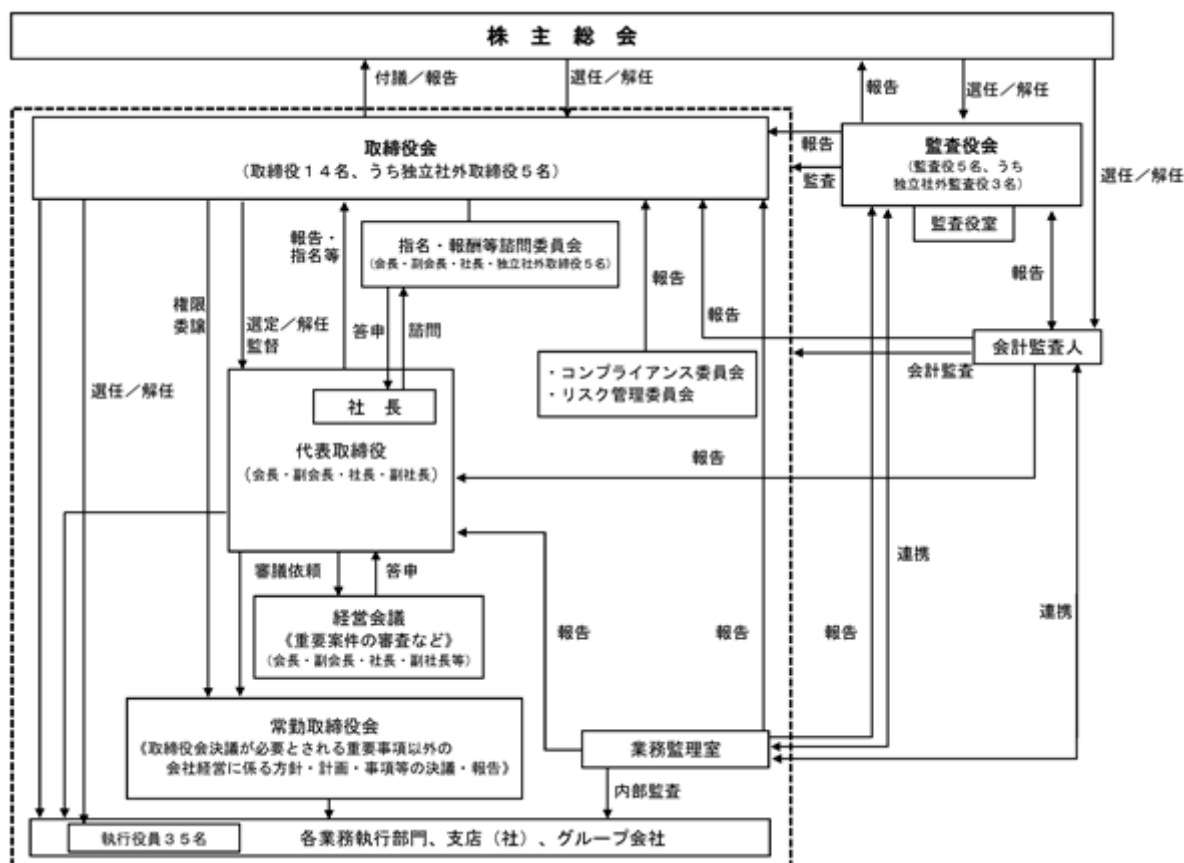 株主総会
付議／報告
選任／解任
報告
選任／解任
選任／解任
取締役会
（取締役１４名、うち独立社外取締役５名）
報告
監査
監査役会
（監査役５名、うち
独立社外監査役３名）
監査役室
報告・
指名等
指名・報酬等諮問委員会
（会長・副会長・社長・独立社外取締役５名）
報告
報告
報告
権限
委譲
選定／解任
監督
答申
諮問
会計監査人
会計監査
・コンプライアンス委員会
・リスク管理委員会
選任／解任
社長
代表取締役
（会長・副会長・社長・副社長）
報告
審議依頼
答申
連携
経営会議
《重要案件の審査など》
（会長・副会長・社長・副社長等）
報告
報告
報告
連携
常勤取締役会
《取締役会決議が必要とされる重要事項以外の
会社経営に係る方針・計画・事項等の決議・報告》
業務監理室
内部監査
執行役員３５名
各業務執行部門、支店（社）、グループ会社